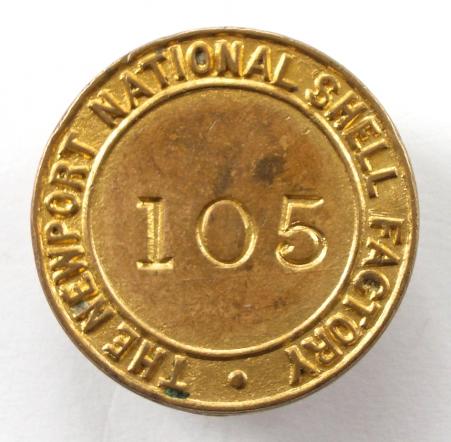 THE NEWPORT NATIONAL SHELL FACTORY ·
105